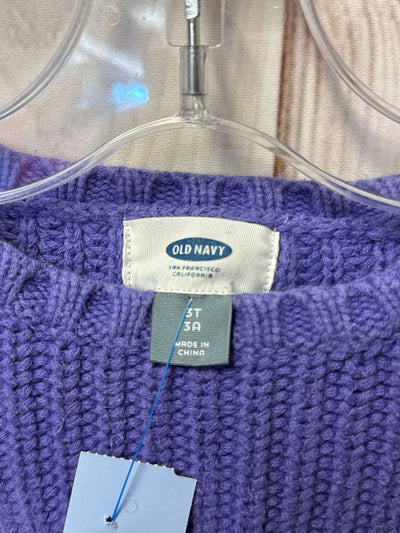 OLD NAVY
SAN FRANCISCO
CALIFORNIA
3T
3A
MADE IN
CHINA